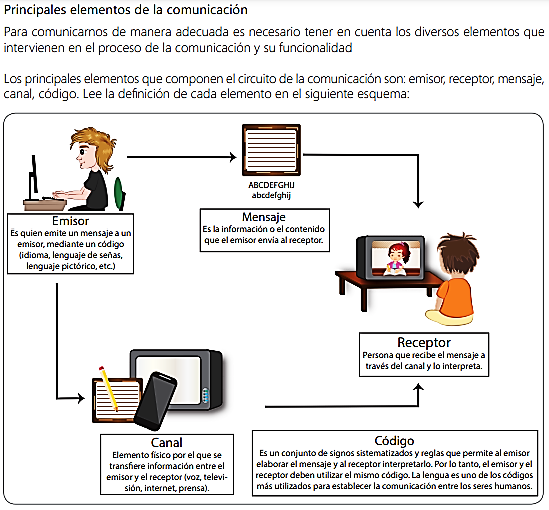 Principales elementos de la comunicación
Para comunicarnos de manera adecuada es necesario tener en cuenta los diversos elementos que
intervienen en el proceso de la comunicación y su funcionalidad
Los principales elementos que componen el circuito de la comunicación son: emisor, receptor, mensaje,
canal, código. Lee la definición de cada elemento en el siguiente esquema:
ABCDEFGHIJ
abcdefghij
Emisor
Es quien emite un mensaje a un
emisor, mediante un código
(idioma, lenguaje de señas,
lenguaje pictórico, etc.)
Mensaje
Es la información o el contenido
que el emisor envia al receptor.
Receptor
Persona que recibe el mensaje a
través del canal y lo interpreta.
Canal
Elemento físico por el que se
transfiere información entre el
emisor y el receptor (voz, televi-
sión, internet, prensa).
Código
Es un conjunto de signos sistematizados y reglas que permite al emisor
elaborar el mensaje y al receptor interpretarlo. Por lo tanto, el emisor y el
receptor deben utilizar el mismo código. La lengua es uno de los códigos
más utilizados para establecer la comunicación entre los seres humanos.